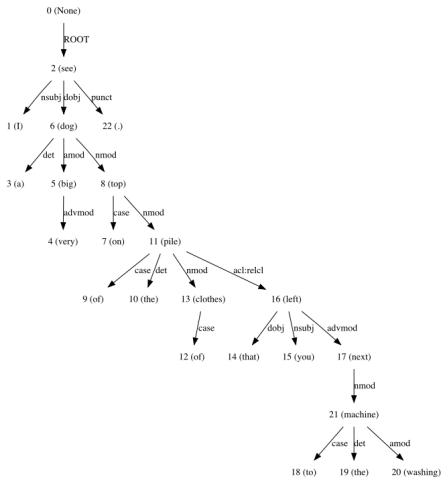 0 (None)
ROOT
2 (see)
nsubj dobj punct
1 (I) 6 (dog) 22 (.)
det amod nmod
3 (a) 5 (big) 8 (top)
advmod case nmod
4 (very) 7 (on) 11 (pile)
case det nmod acl:relcl
9 (of) 10 (the) 13 (clothes) 16 (left)
case dobj nsubj advmod
12 (of) 14 (that) 15 (you) 17 (next)
nmod
21 (machine)
case det amod
18 (to) 19 (the) 20 (washing)